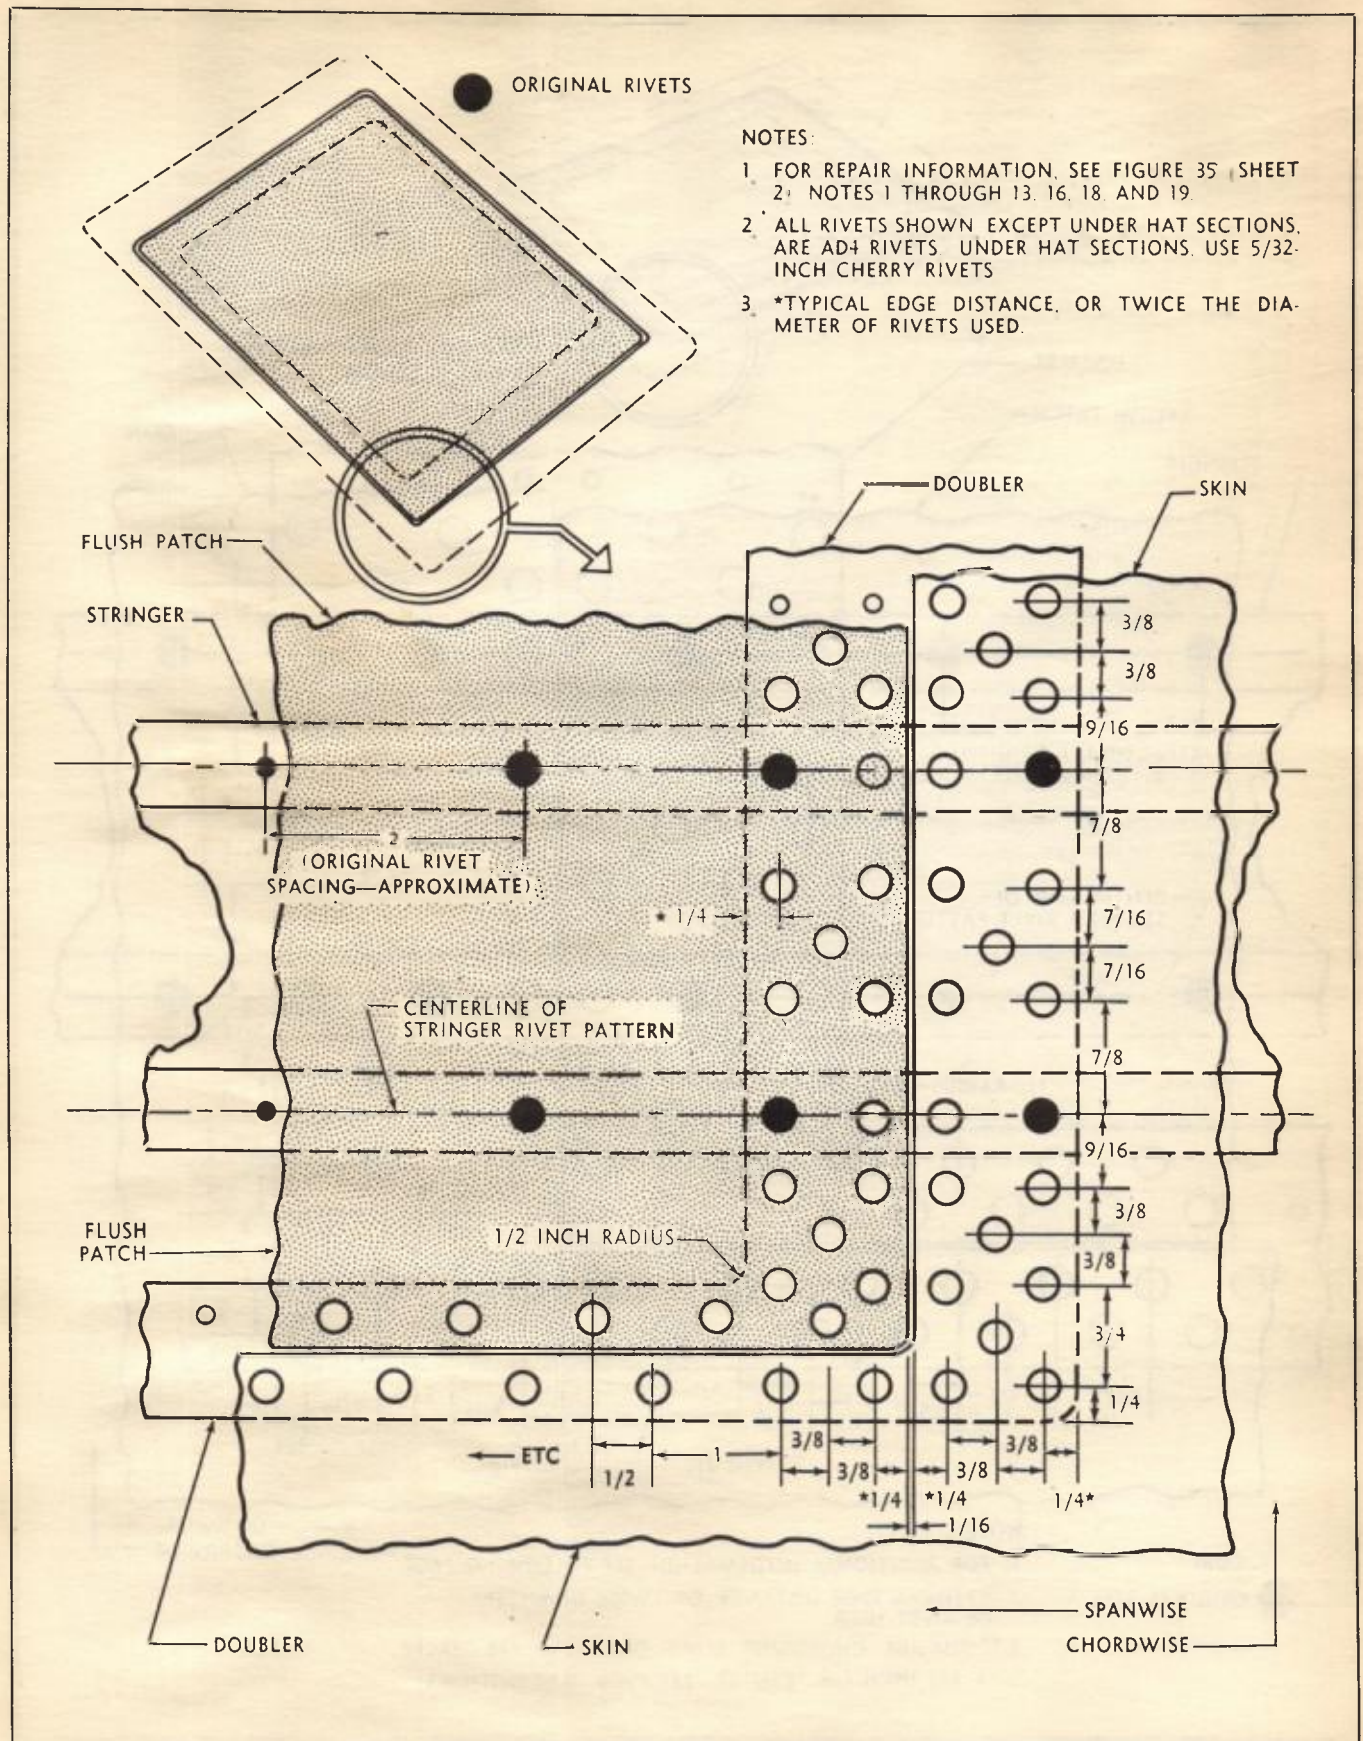 ORIGINAL RIVETS
NOTES:
1 FOR REPAIR INFORMATION, SEE FIGURE 35, SHEET
2, NOTES 1 THROUGH 13, 16, 18 AND 19.
2 ALL RIVETS SHOWN EXCEPT UNDER HAT SECTIONS,
ARE AD4 RIVETS. UNDER HAT SECTIONS, USE 5/32-
INCH CHERRY RIVETS
3 *TYPICAL EDGE DISTANCE, OR TWICE THE DIA-
METER OF RIVETS USED.
DOUBLER
SKIN
FLUSH PATCH
STRINGER
3/8
3/8
9/16
7/8
2
(ORIGINAL RIVET
SPACING—APPROXIMATE)
* 1/4
7/16
7/16
CENTERLINE OF
STRINGER RIVET PATTERN
7/8
9/16
3/8
FLUSH
PATCH
1/2 INCH RADIUS
3/8
3/4
1/4
ETC
1/2
1
3/8
3/8
*1/4
*1/4
3/8
3/8
1/4*
1/16
SPANWISE
CHORDWISE
DOUBLER
SKIN